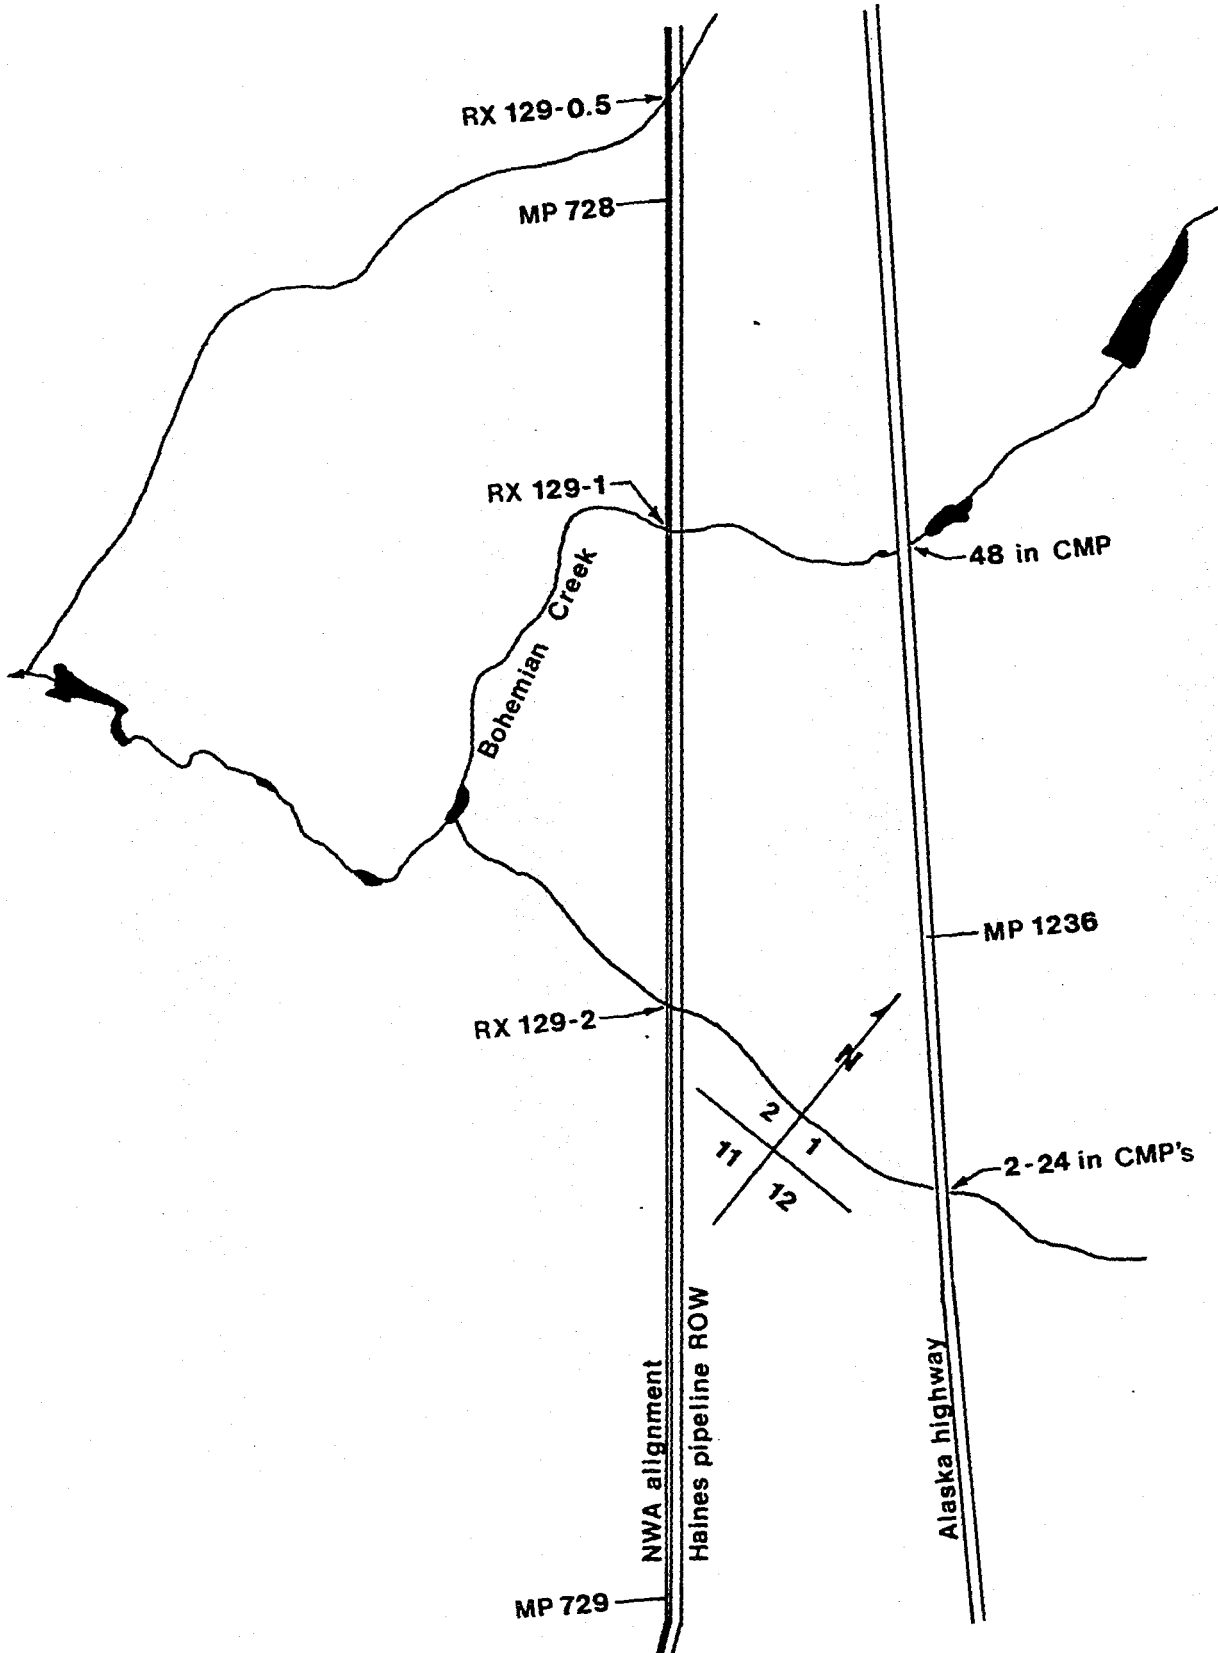 RX 129-0.5
MP 728
RX 129-1
48 in CMP
Bohemian Creek
MP 1236
RX 129-2
N
2
1
11
12
2-24 in CMP's
NWA alignment
Haines pipeline ROW
Alaska highway
MP 729